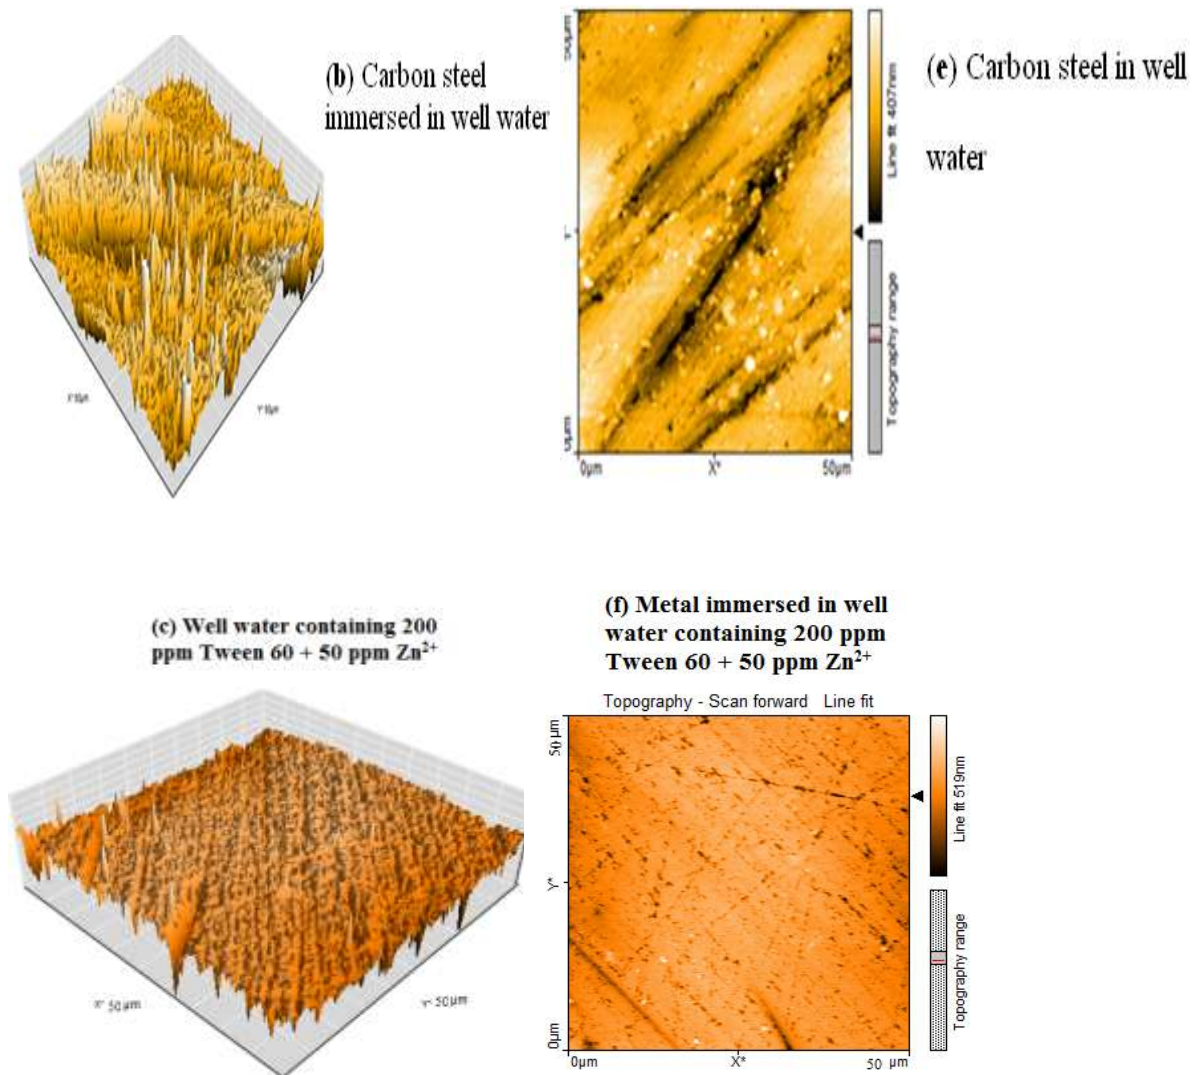 (b) Carbon steel
immersed in well water
50µm
Y*
0µm
0µm
X*
50µm
Line fit 407nm
Topography range
(e) Carbon steel in well
water
(c) Well water containing 200
ppm Tween 60 + 50 ppm Zn²⁺
X* 50 µm
Y* 50 µm
(f) Metal immersed in well
water containing 200 ppm
Tween 60 + 50 ppm Zn²⁺
Topography - Scan forward Line fit
50 µm
Y*
0µm
0µm
X*
50 µm
Line fit 519nm
Topography range